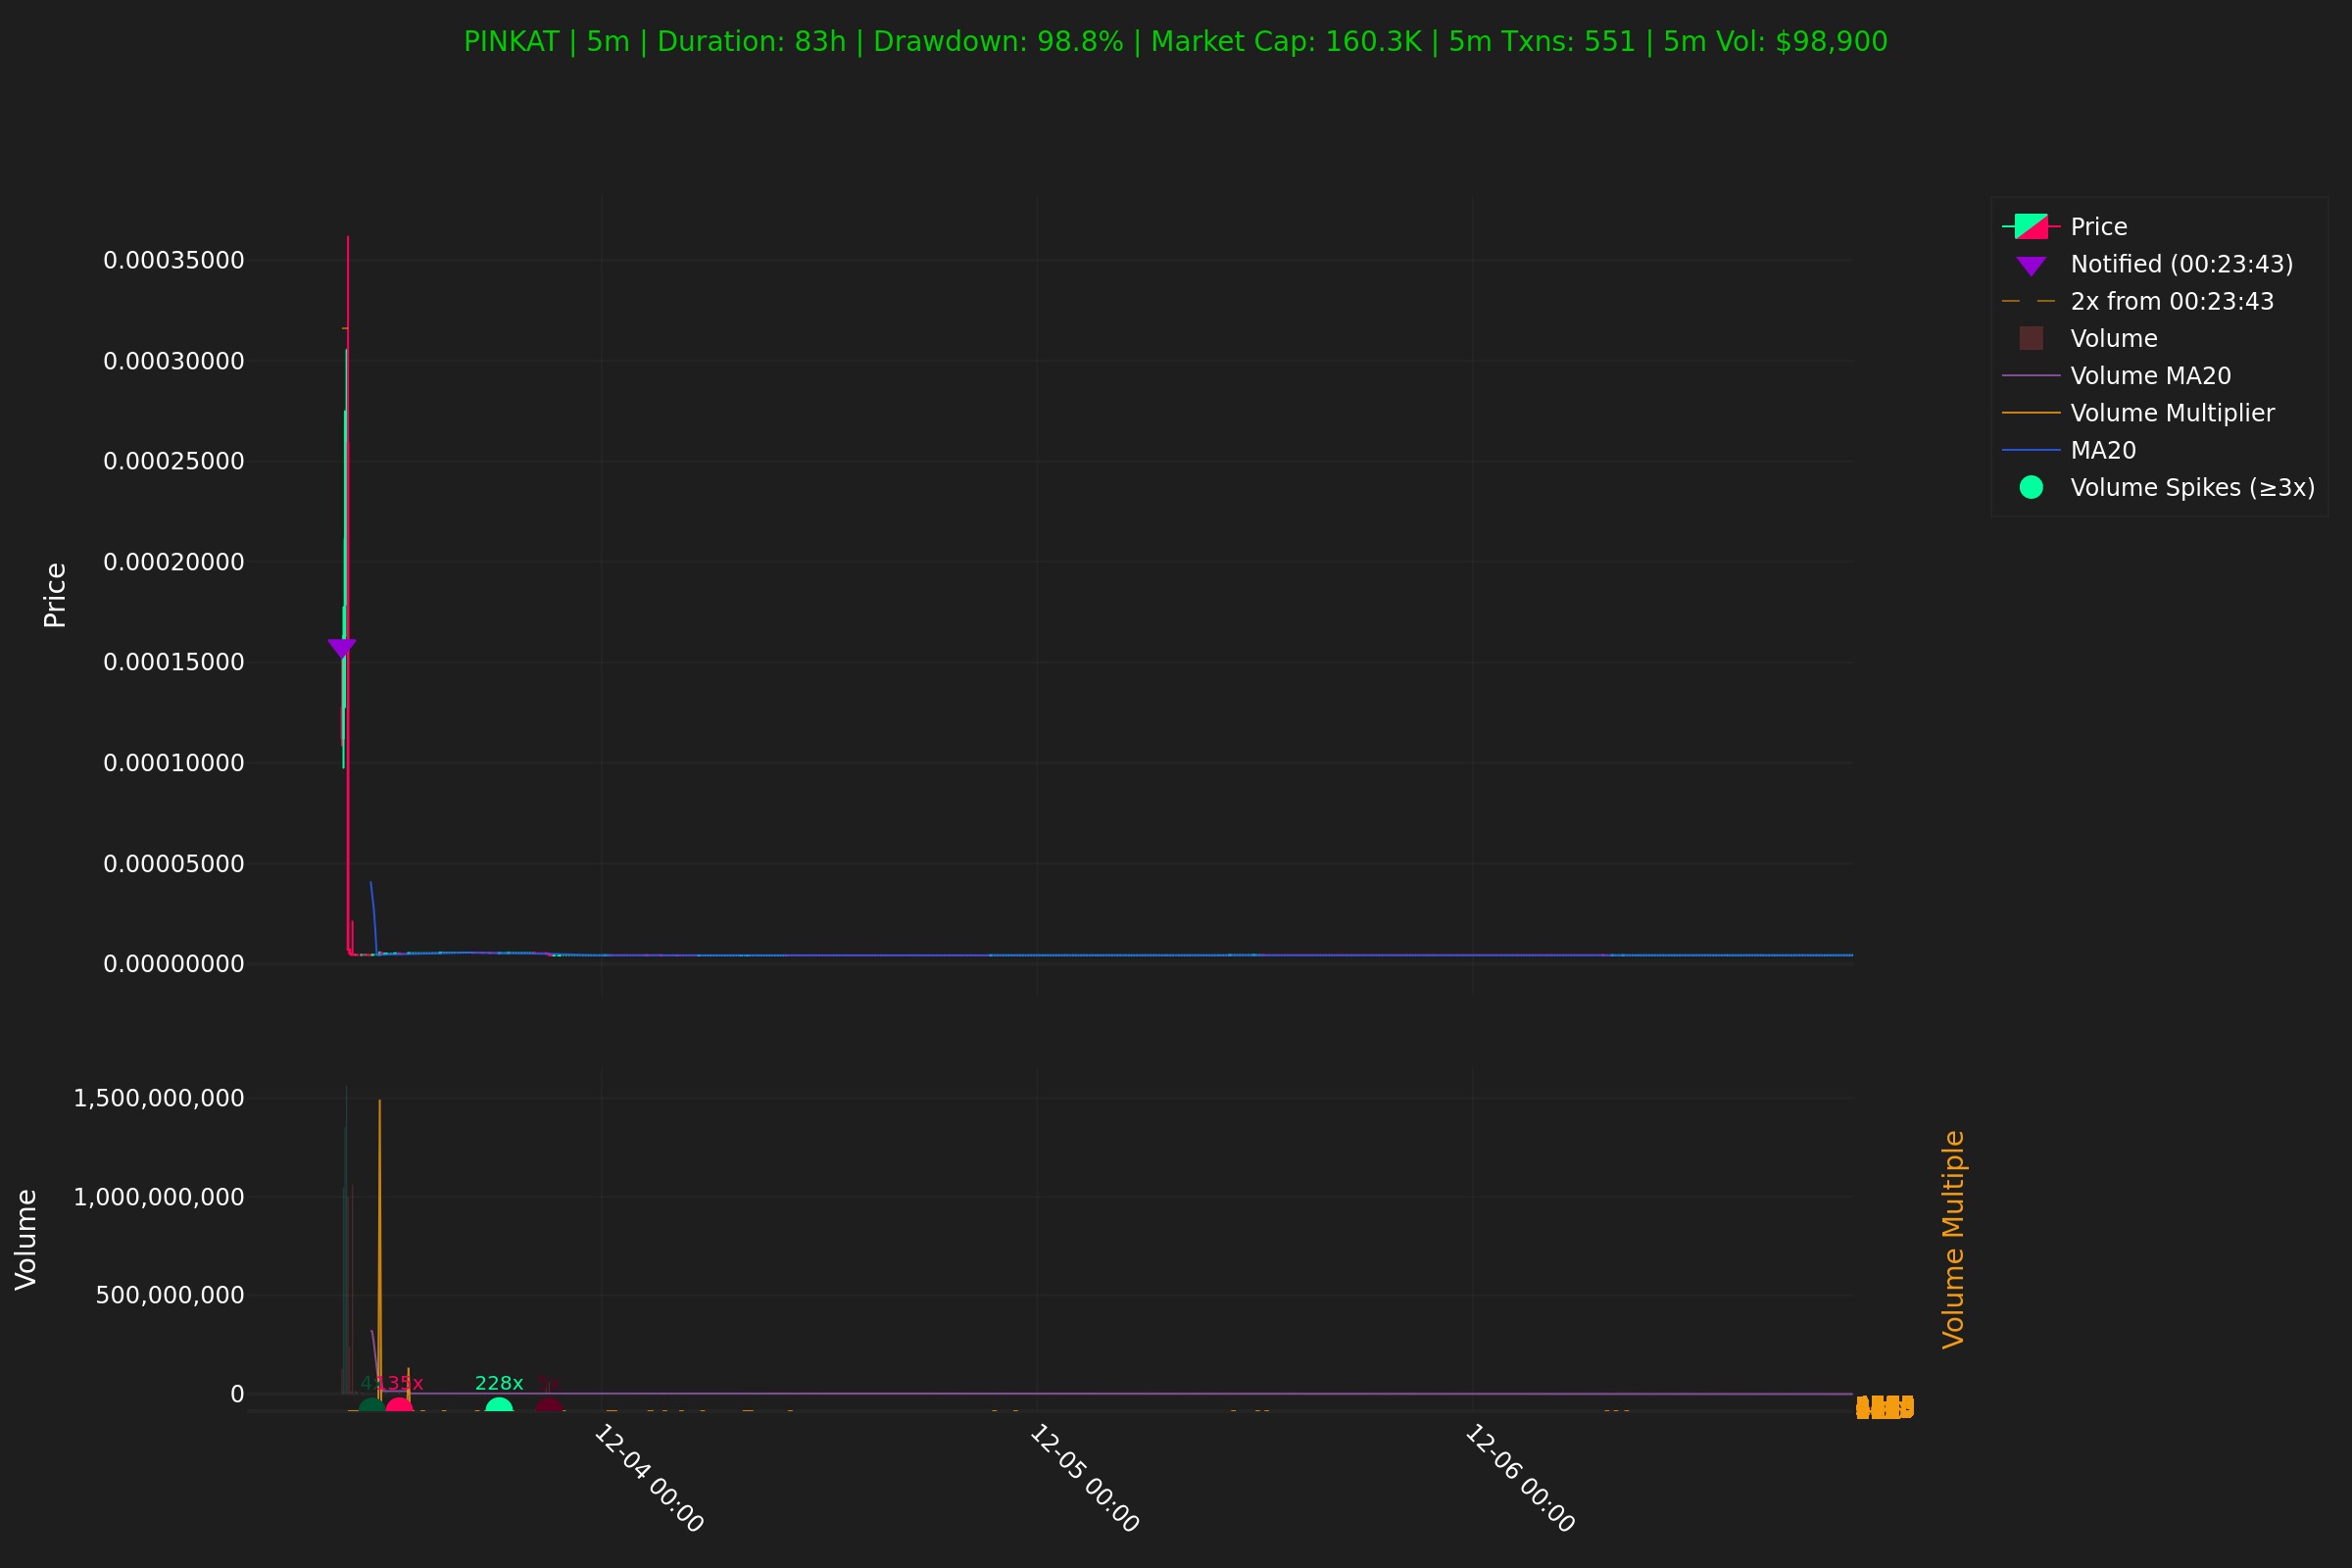 PINKAT | 5m | Duration: 83h | Drawdown: 98.8% | Market Cap: 160.3K | 5m Txns: 551 | 5m Vol: $98,900
Price
0.00035000
0.00030000
0.00025000
0.00020000
0.00015000
0.00010000
0.00005000
0.00000000
Price
Notified (00:23:43)
2x from 00:23:43
Volume
Volume MA20
Volume Multiplier
MA20
Volume Spikes (≥3x)
Volume
1,500,000,000
1,000,000,000
500,000,000
0
135x
228x
Volume Multiple
12-04 00:00
12-05 00:00
12-06 00:00